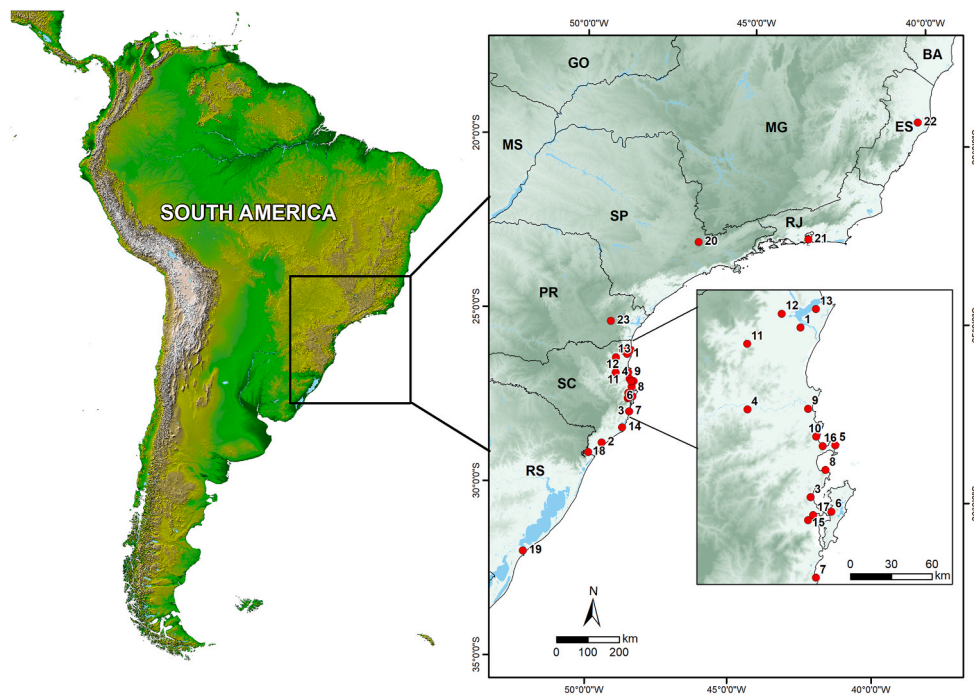 SOUTH AMERICA
50°0'0"W
45°0'0"W
40°0'0"W
BA
GO
MG
ES
22
MS
20°0'0"S
SP
RJ
20
21
PR
25°0'0"S
23
13
1
12
11
4
9
8
6
3
7
SC
14
2
18
RS
30°0'0"S
19
35°0'0"S
50°0'0"W
45°0'0"W
40°0'0"W
N
km
0 100 200
12
13
1
11
4
9
10
16
5
8
3
17
6
15
7
0 30 60
km